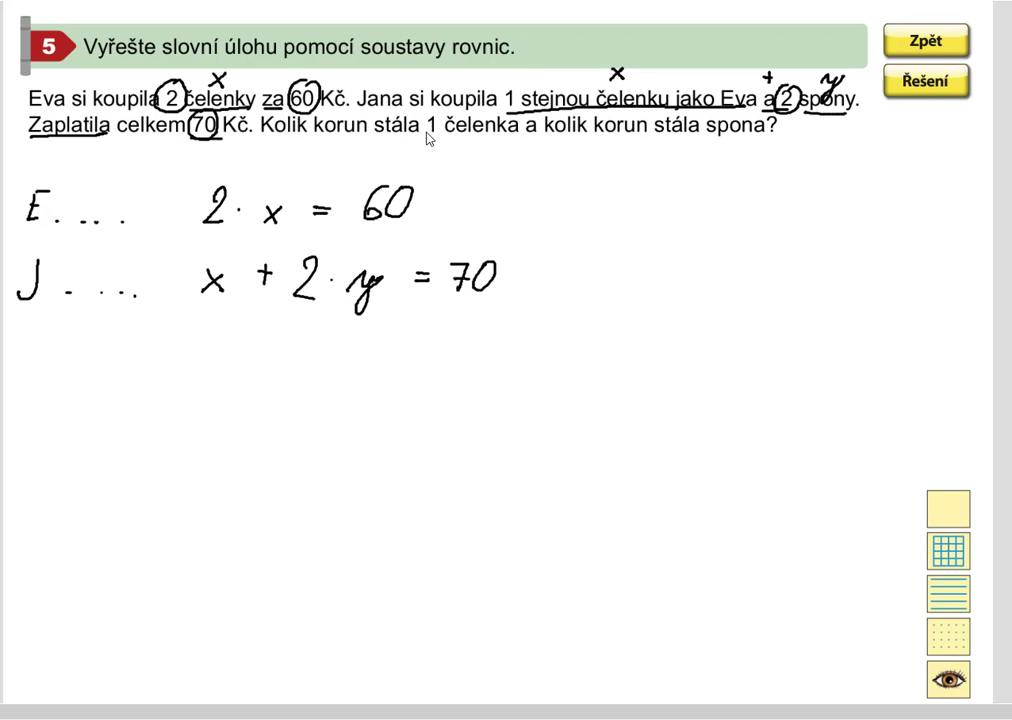 5 Vyřešte slovní úlohu pomocí soustavy rovnic.
Zpět
Řešení
x x + y
Eva si koupila 2 čelenky za 60 Kč. Jana si koupila 1 stejnou čelenku jako Eva a 2 spony.
Zaplatila celkem 70 Kč. Kolik korun stála 1 čelenka a kolik korun stála spona?
E. ... 2 · x = 60
J .... x + 2 · y = 70